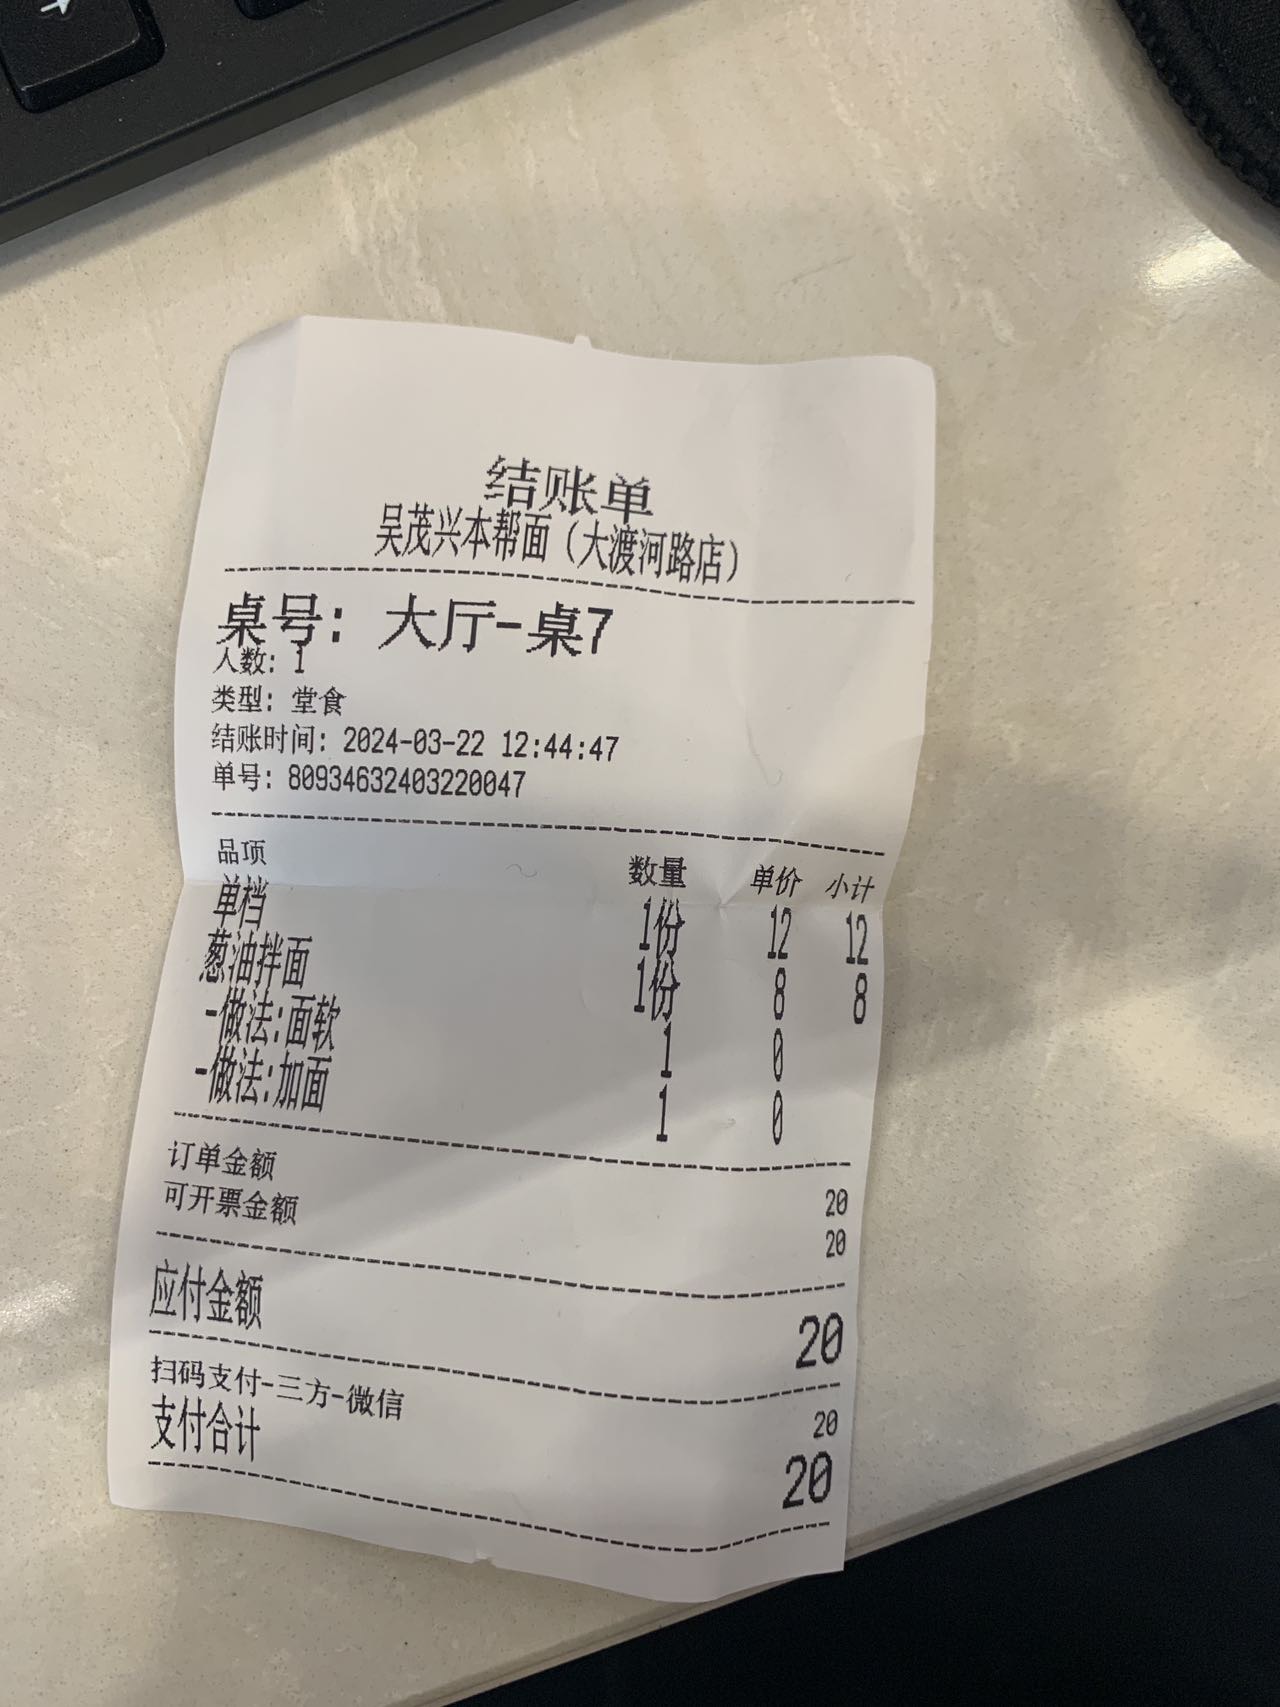 结账单
吴茂兴本帮面（大渡河路店）
桌号: 大厅-桌7
人数: 1
类型: 堂食
结账时间: 2024-03-22 12:44:47
单号: 80934632403220047
品项 数量 单价 小计
单档 1份 12 12
葱油拌面 1份 8 8
-做法:面软 1 0
-做法:加面 1 0
订单金额 20
可开票金额 20
应付金额 20
扫码支付-三方-微信 20
支付合计 20